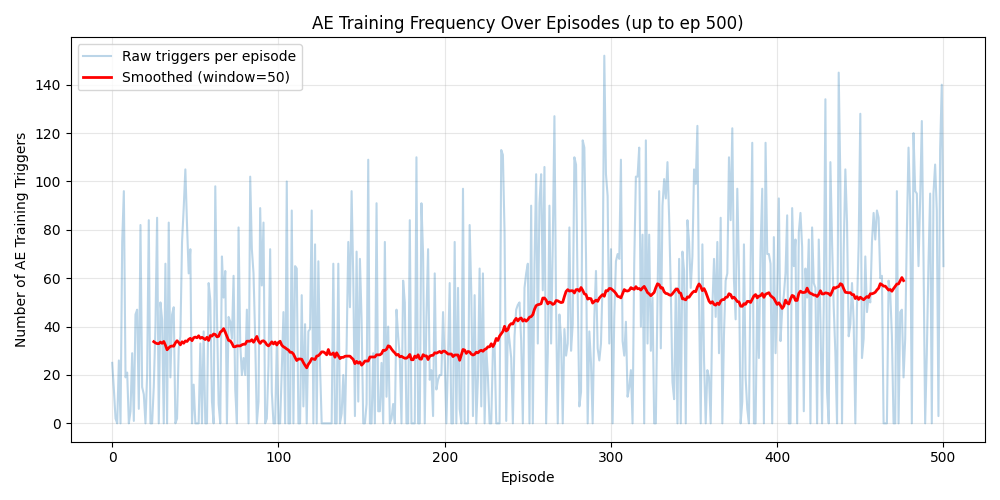 AE Training Frequency Over Episodes (up to ep 500)
Raw triggers per episode
Smoothed (window=50)
Number of AE Training Triggers
140
120
100
80
60
40
20
0
0 100 200 300 400 500
Episode